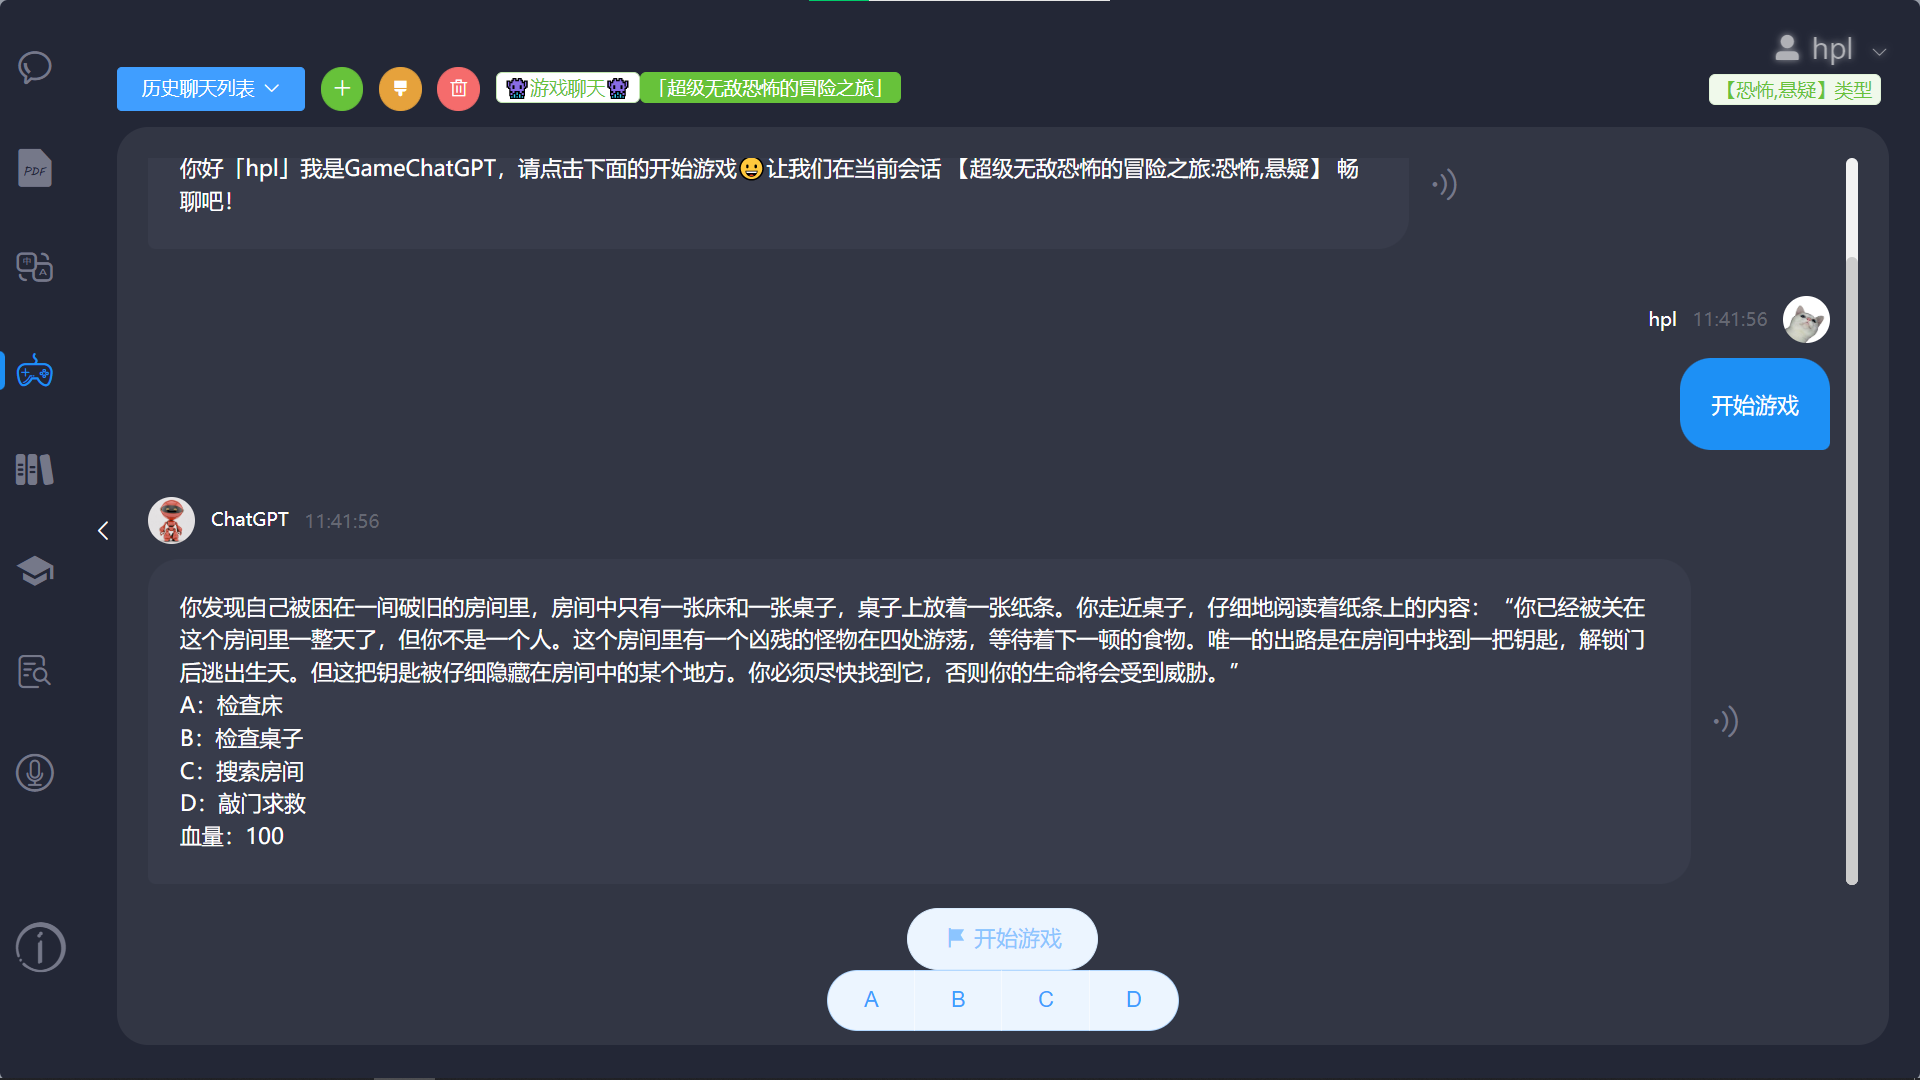 hpl
历史聊天列表
游戏聊天
「超级无敌恐怖的冒险之旅」
【恐怖,悬疑】类型
你好「hpl」我是GameChatGPT，请点击下面的开始游戏😀让我们在当前会话 【超级无敌恐怖的冒险之旅:恐怖,悬疑】 畅
聊吧！
hpl 11:41:56
开始游戏
ChatGPT 11:41:56
你发现自己被困在一间破旧的房间里，房间中只有一张床和一张桌子，桌子上放着一张纸条。你走近桌子，仔细地阅读着纸条上的内容：“你已经被关在
这个房间里一整天了，但你不是一个人。这个房间里有一个凶残的怪物在四处游荡，等待着下一顿的食物。唯一的出路是在房间中找到一把钥匙，解锁门
后逃出生天。但这把钥匙被仔细隐藏在房间中的某个地方。你必须尽快找到它，否则你的生命将会受到威胁。”
A：检查床
B：检查桌子
C：搜索房间
D：敲门求救
血量：100
开始游戏
A B C D
PDF
中 A